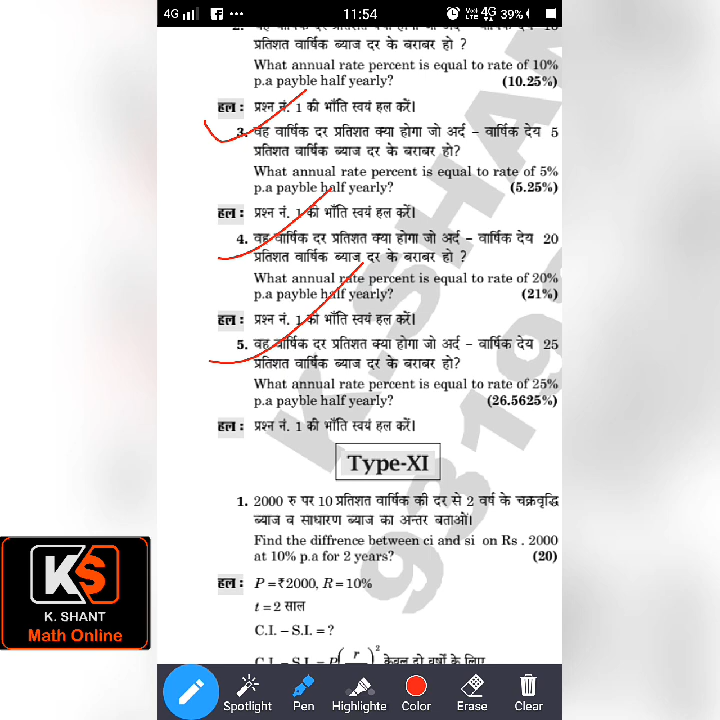 4G 11:54 4G VoLTE LTE 39%
प्रतिशत वार्षिक ब्याज दर के बराबर हो ?
What annual rate percent is equal to rate of 10%
p.a payble half yearly? (10.25%)
हल : प्रश्न नं. 1 की भाँति स्वयं हल करें।
3. वह वार्षिक दर प्रतिशत क्या होगा जो अर्द – वार्षिक देय 5
प्रतिशत वार्षिक ब्याज दर के बराबर हो?
What annual rate percent is equal to rate of 5%
p.a payble half yearly? (5.25%)
हल : प्रश्न नं. 1 की भाँति स्वयं हल करें।
4. वह वार्षिक दर प्रतिशत क्या होगा जो अर्द – वार्षिक देय 20
प्रतिशत वार्षिक ब्याज दर के बराबर हो ?
What annual rate percent is equal to rate of 20%
p.a payble half yearly? (21%)
हल : प्रश्न नं. 1 की भाँति स्वयं हल करें।
5. वह वार्षिक दर प्रतिशत क्या होगा जो अर्द – वार्षिक देय 25
प्रतिशत वार्षिक ब्याज दर के बराबर हो?
What annual rate percent is equal to rate of 25%
p.a payble half yearly? (26.5625%)
हल : प्रश्न नं. 1 की भाँति स्वयं हल करें।
Type-XI
1. 2000 रु पर 10 प्रतिशत वार्षिक की दर से 2 वर्ष के चक्रवृद्धि
ब्याज व साधारण ब्याज का अन्तर बताओं।
Find the diffrence between ci and si on Rs . 2000
at 10% p.a for 2 years? (20)
हल : P =₹2000, R = 10%
t = 2 साल
C.I. – S.I. = ?
C.I. – S.I. = P(r)² केवल दो वर्षों के लिए
K. SHANT
9319
KS
K. SHANT
Math Online
Spotlight Pen Highlighte Color Erase Clear